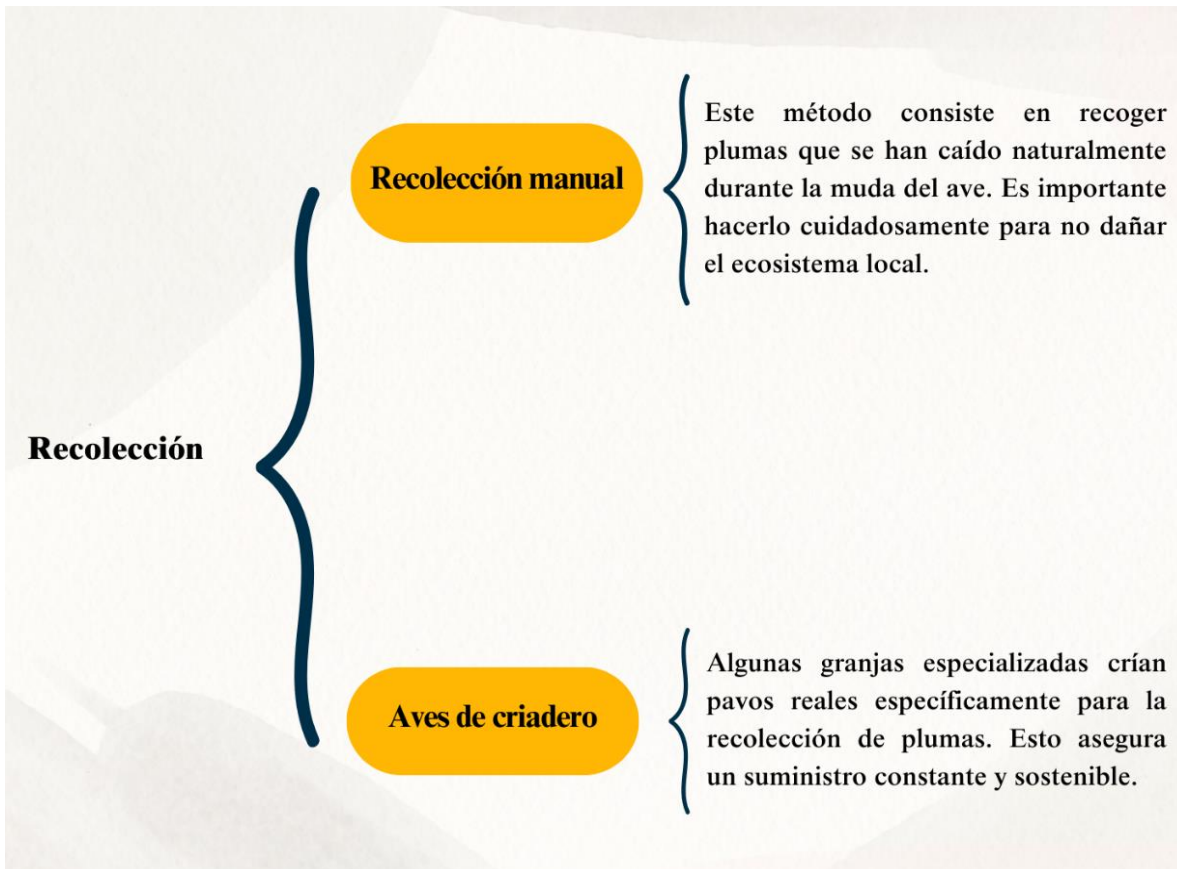 Recolección
Recolección manual
Este método consiste en recoger
plumas que se han caído naturalmente
durante la muda del ave. Es importante
hacerlo cuidadosamente para no dañar
el ecosistema local.
Aves de criadero
Algunas granjas especializadas crían
pavos reales específicamente para la
recolección de plumas. Esto asegura
un suministro constante y sostenible.